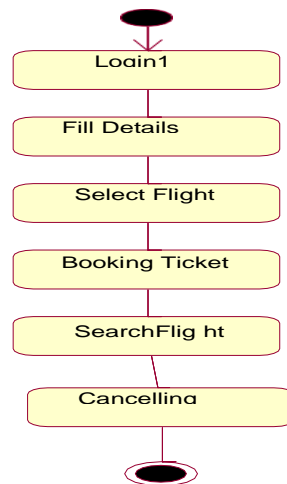 Login1
Fill Details
Select Flight
Booking Ticket
SearchFlig ht
Cancelling